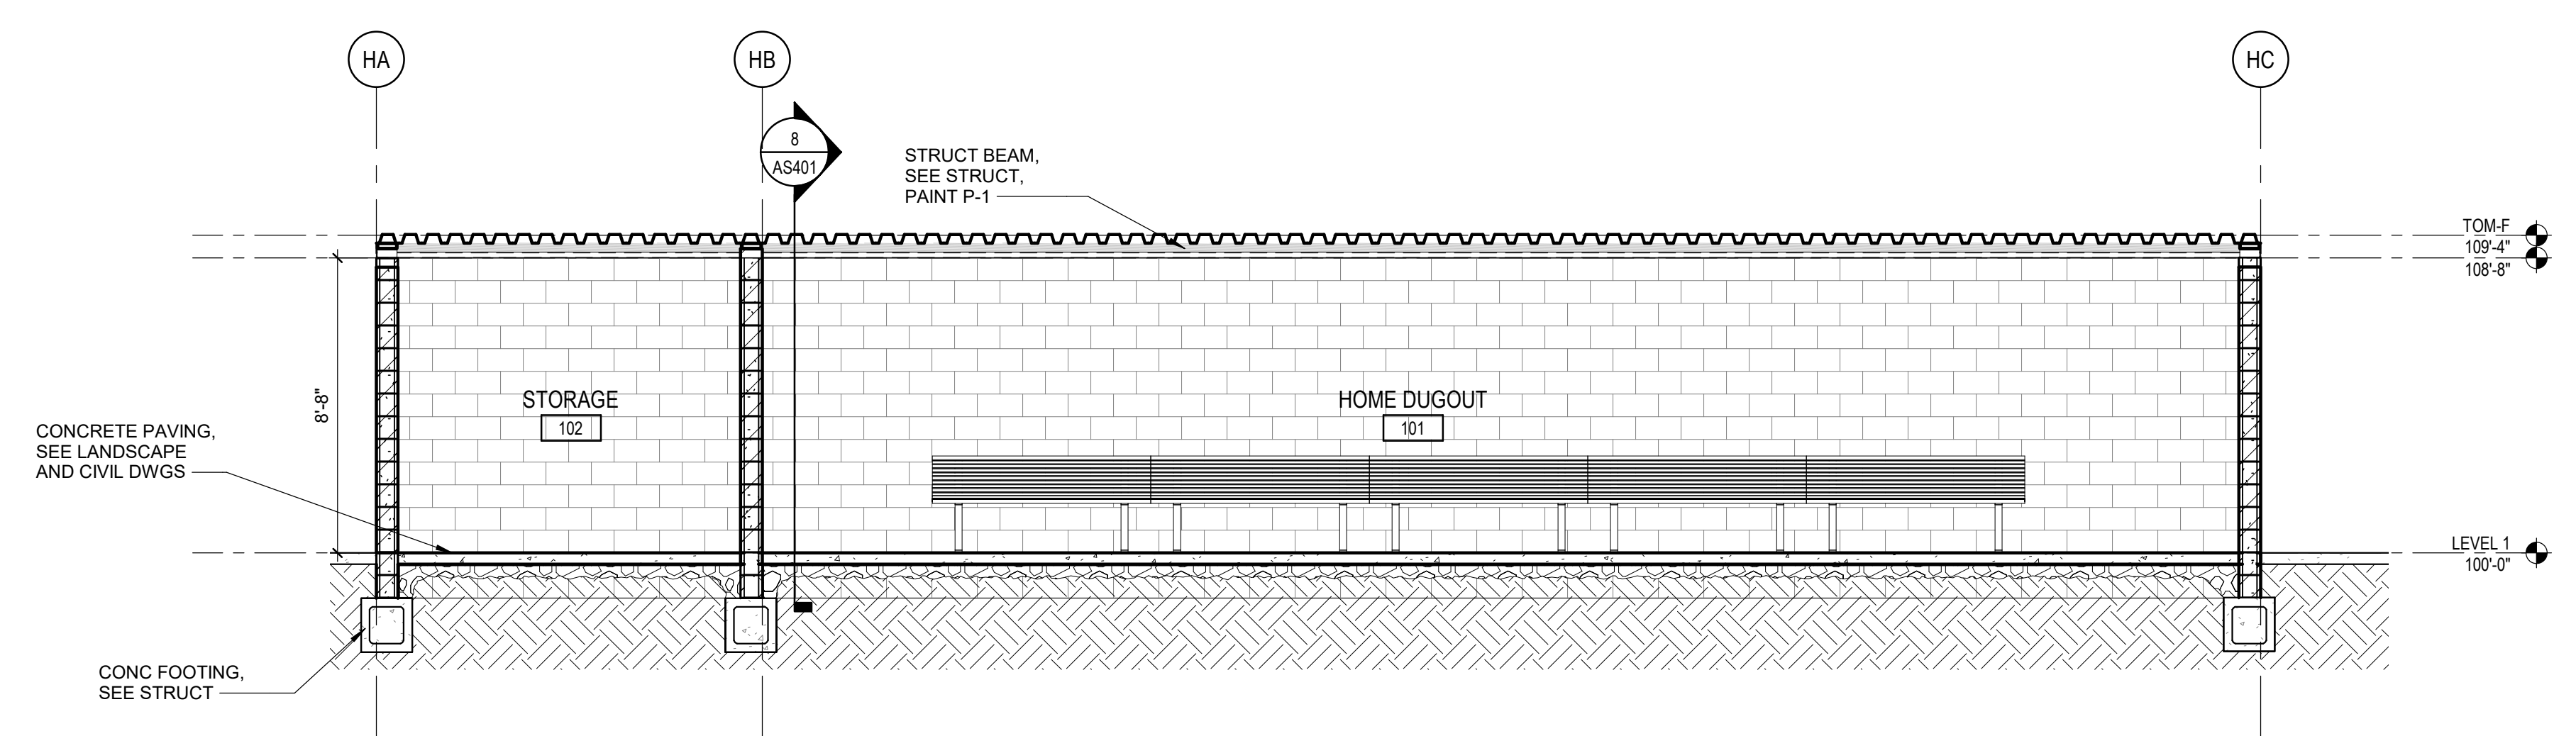 HA
HB
HC
8
AS401
STRUCT BEAM,
SEE STRUCT,
PAINT P-1
TOM-F
109'-4"
108'-8"
8'-8"
STORAGE
102
HOME DUGOUT
101
CONCRETE PAVING,
SEE LANDSCAPE
AND CIVIL DWGS
LEVEL 1
100'-0"
CONC FOOTING,
SEE STRUCT